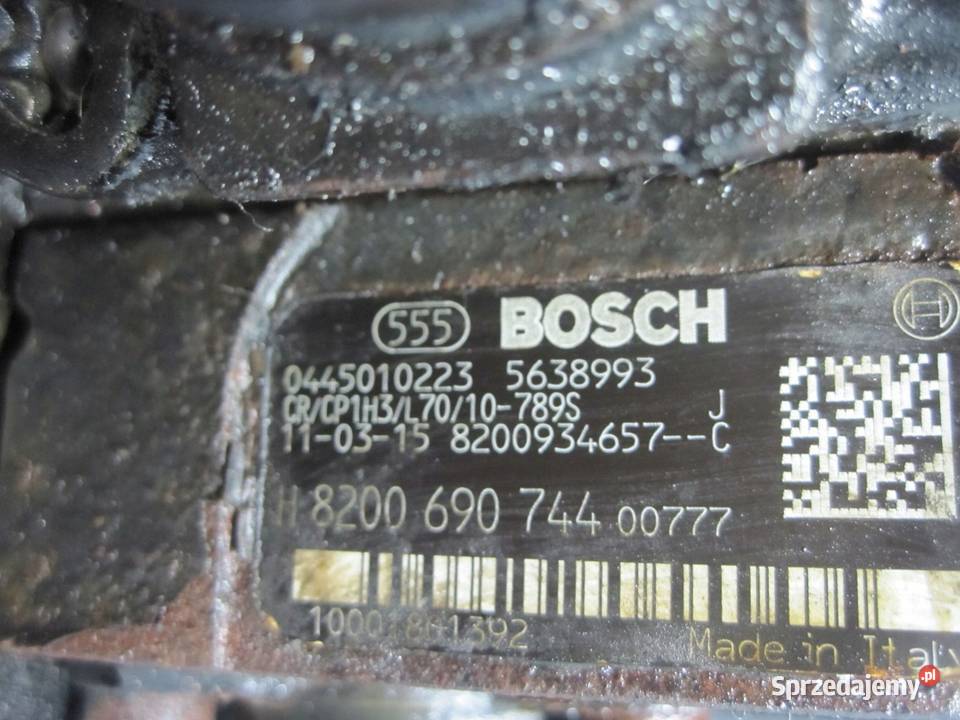 555 BOSCH
0445010223 5638993
CR/CP1H3/L70/10-789S J
11-03-15 8200934657--C
H 8200 690 744 00777
Made in Italy
Sprzedajemy.pl